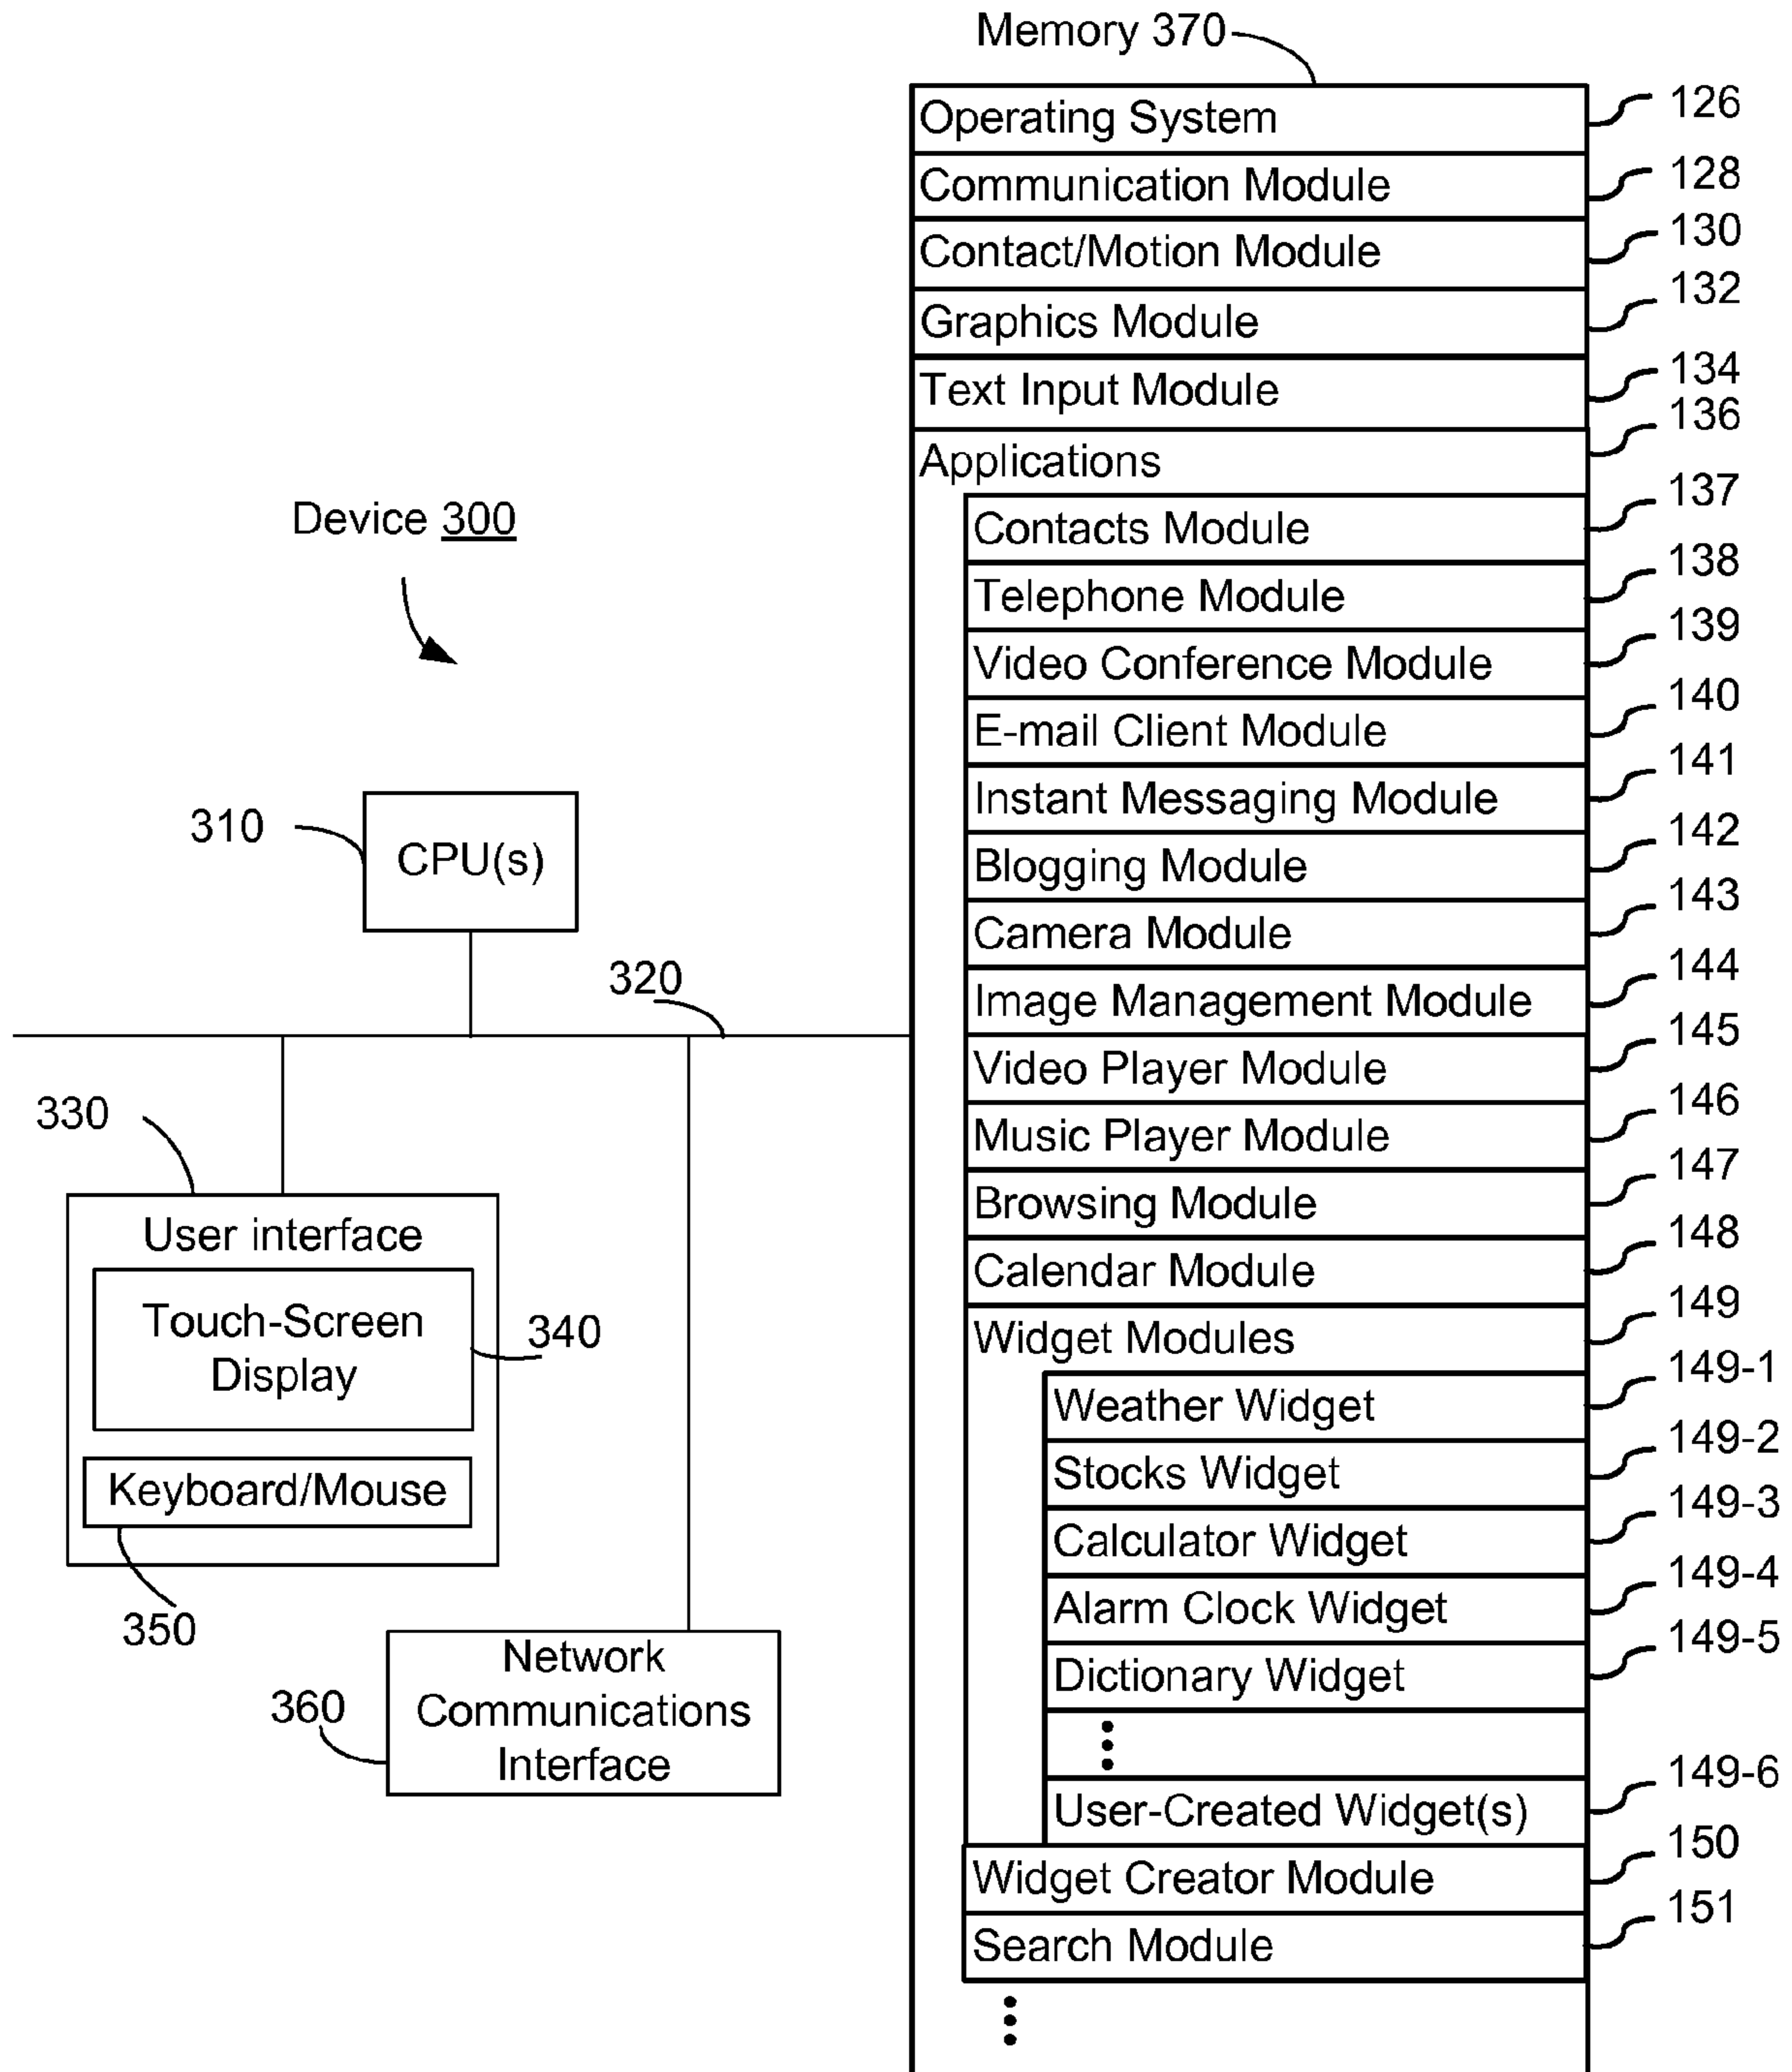 Memory 370
Operating System 126
Communication Module 128
Contact/Motion Module 130
Graphics Module 132
Text Input Module 134
Applications 136
Contacts Module 137
Telephone Module 138
Video Conference Module 139
E-mail Client Module 140
Instant Messaging Module 141
Blogging Module 142
Camera Module 143
Image Management Module 144
Video Player Module 145
Music Player Module 146
Browsing Module 147
Calendar Module 148
Widget Modules 149
Weather Widget 149-1
Stocks Widget 149-2
Calculator Widget 149-3
Alarm Clock Widget 149-4
Dictionary Widget 149-5
User-Created Widget(s) 149-6
Widget Creator Module 150
Search Module 151
Device 300
310
CPU(s)
320
330
User interface
Touch-Screen
Display
340
Keyboard/Mouse
350
Network
Communications
Interface
360